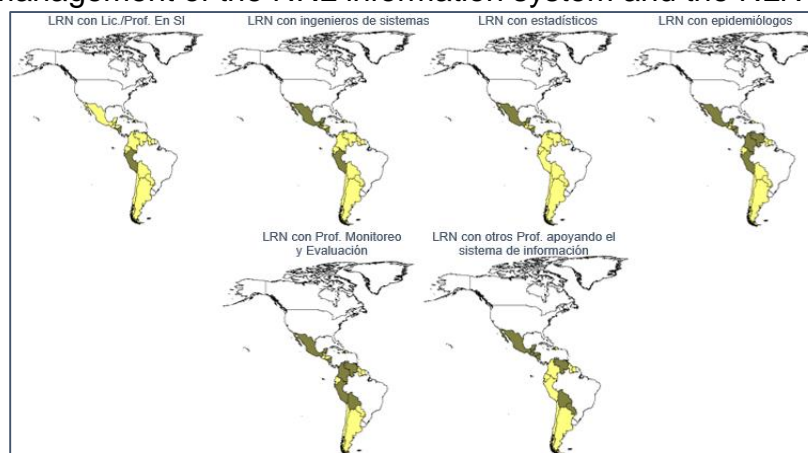 management of the NRL information system and the NLN
LRN con Lic./Prof. En SI
LRN con ingenieros de sistemas
LRN con estadísticos
LRN con epidemiólogos
LRN con Prof. Monitoreo
y Evaluación
LRN con otros Prof. apoyando el
sistema de información